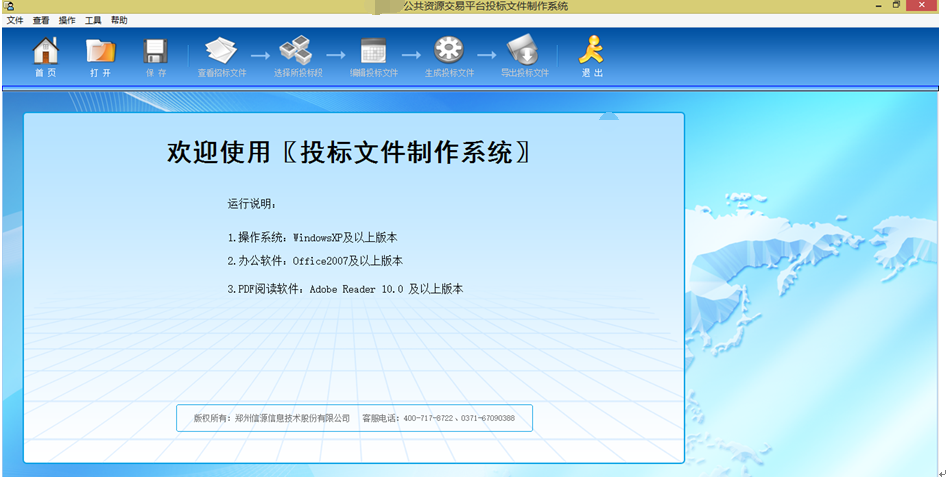 公共资源交易平台投标文件制作系统
文件 查看 操作 工具 帮助
首 页 打 开 保 存 查看招标文件 选择所投标段 编辑投标文件 生成投标文件 导出投标文件 退 出
欢迎使用〖投标文件制作系统〗
运行说明：
1.操作系统：WindowsXP及以上版本
2.办公软件：Office2007及以上版本
3.PDF阅读软件：Adobe Reader 10.0 及以上版本
版权所有：郑州信源信息技术股份有限公司 客服电话：400-717-8722、0371-67090388